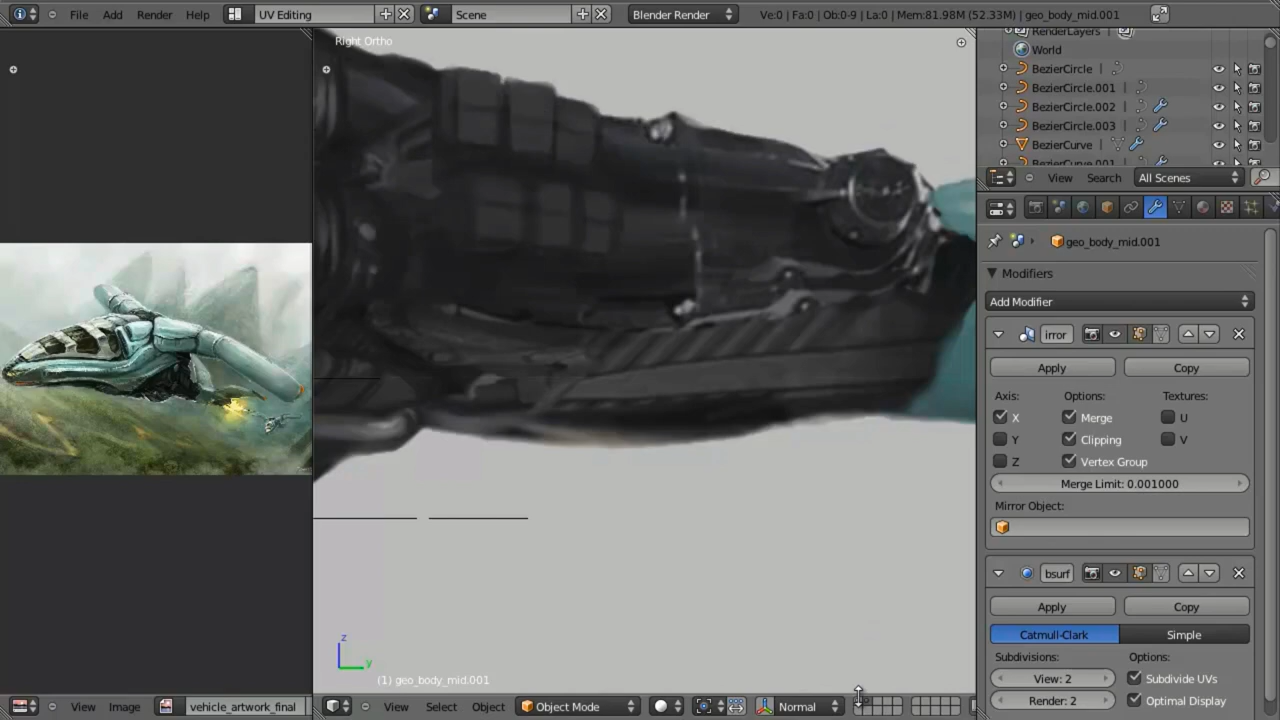 File Add Render Help UV Editing Scene Blender Render Ve:0 | Fa:0 | Ob:0-9 | La:0 | Mem:81.98M (52.33M) | geo_body_mid.001
Right Ortho
RenderLayers |
World
BezierCircle |
BezierCircle.001 |
BezierCircle.002 |
BezierCircle.003 |
BezierCurve |
BezierCurve.001 |
View Search All Scenes
geo_body_mid.001
Modifiers
Add Modifier
irror
Apply Copy
Axis: Options: Textures:
X Merge U
Y Clipping V
Z Vertex Group
Merge Limit: 0.001000
Mirror Object:
bsurf
Apply Copy
Catmull-Clark Simple
Subdivisions: Options:
View: 2 Subdivide UVs
Render: 2 Optimal Display
z
y
(1) geo_body_mid.001
View Image vehicle_artwork_final View Select Object Object Mode Normal